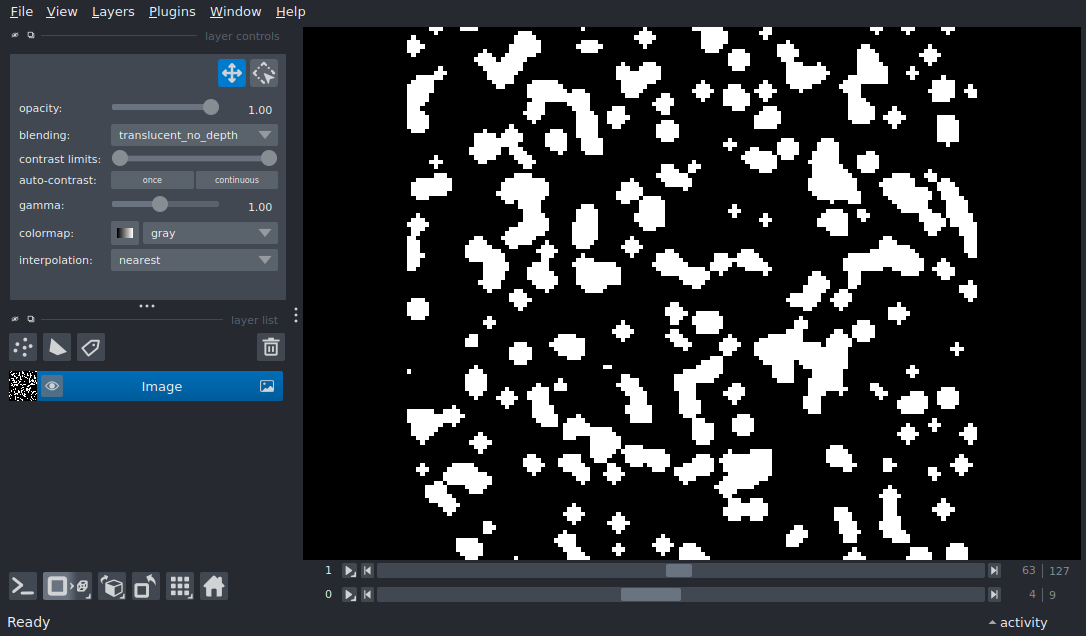 File View Layers Plugins Window Help
layer controls
opacity: 1.00
blending: translucent_no_depth
contrast limits:
auto-contrast: once continuous
gamma: 1.00
colormap: gray
interpolation: nearest
layer list
Image
1 63 127
0 4 9
Ready activity